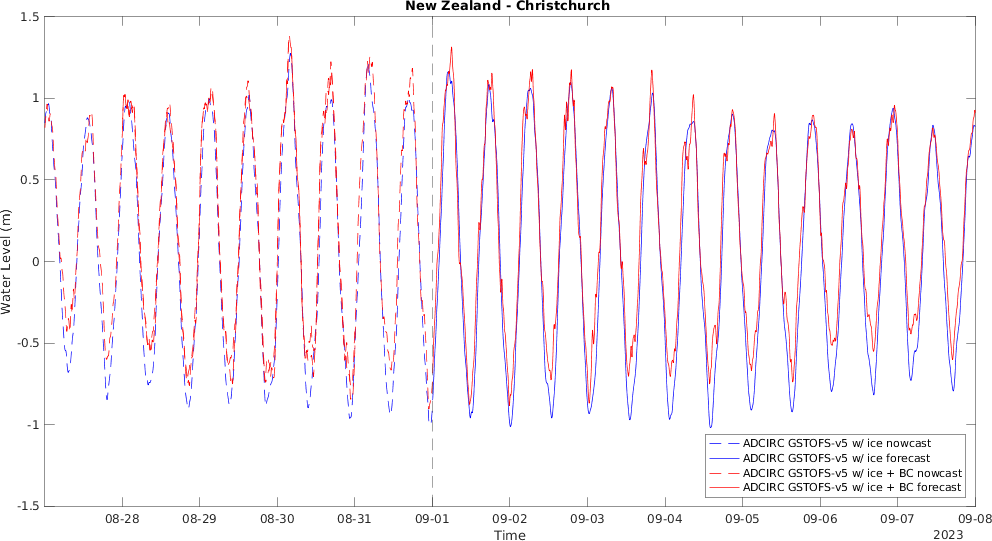 New Zealand - Christchurch
1.5
1
0.5
0
-0.5
-1
-1.5
Water Level (m)
ADCIRC GSTOFS-v5 w/ ice nowcast
ADCIRC GSTOFS-v5 w/ ice forecast
ADCIRC GSTOFS-v5 w/ ice + BC nowcast
ADCIRC GSTOFS-v5 w/ ice + BC forecast
08-28 08-29 08-30 08-31 09-01 09-02 09-03 09-04 09-05 09-06 09-07 09-08
Time
2023